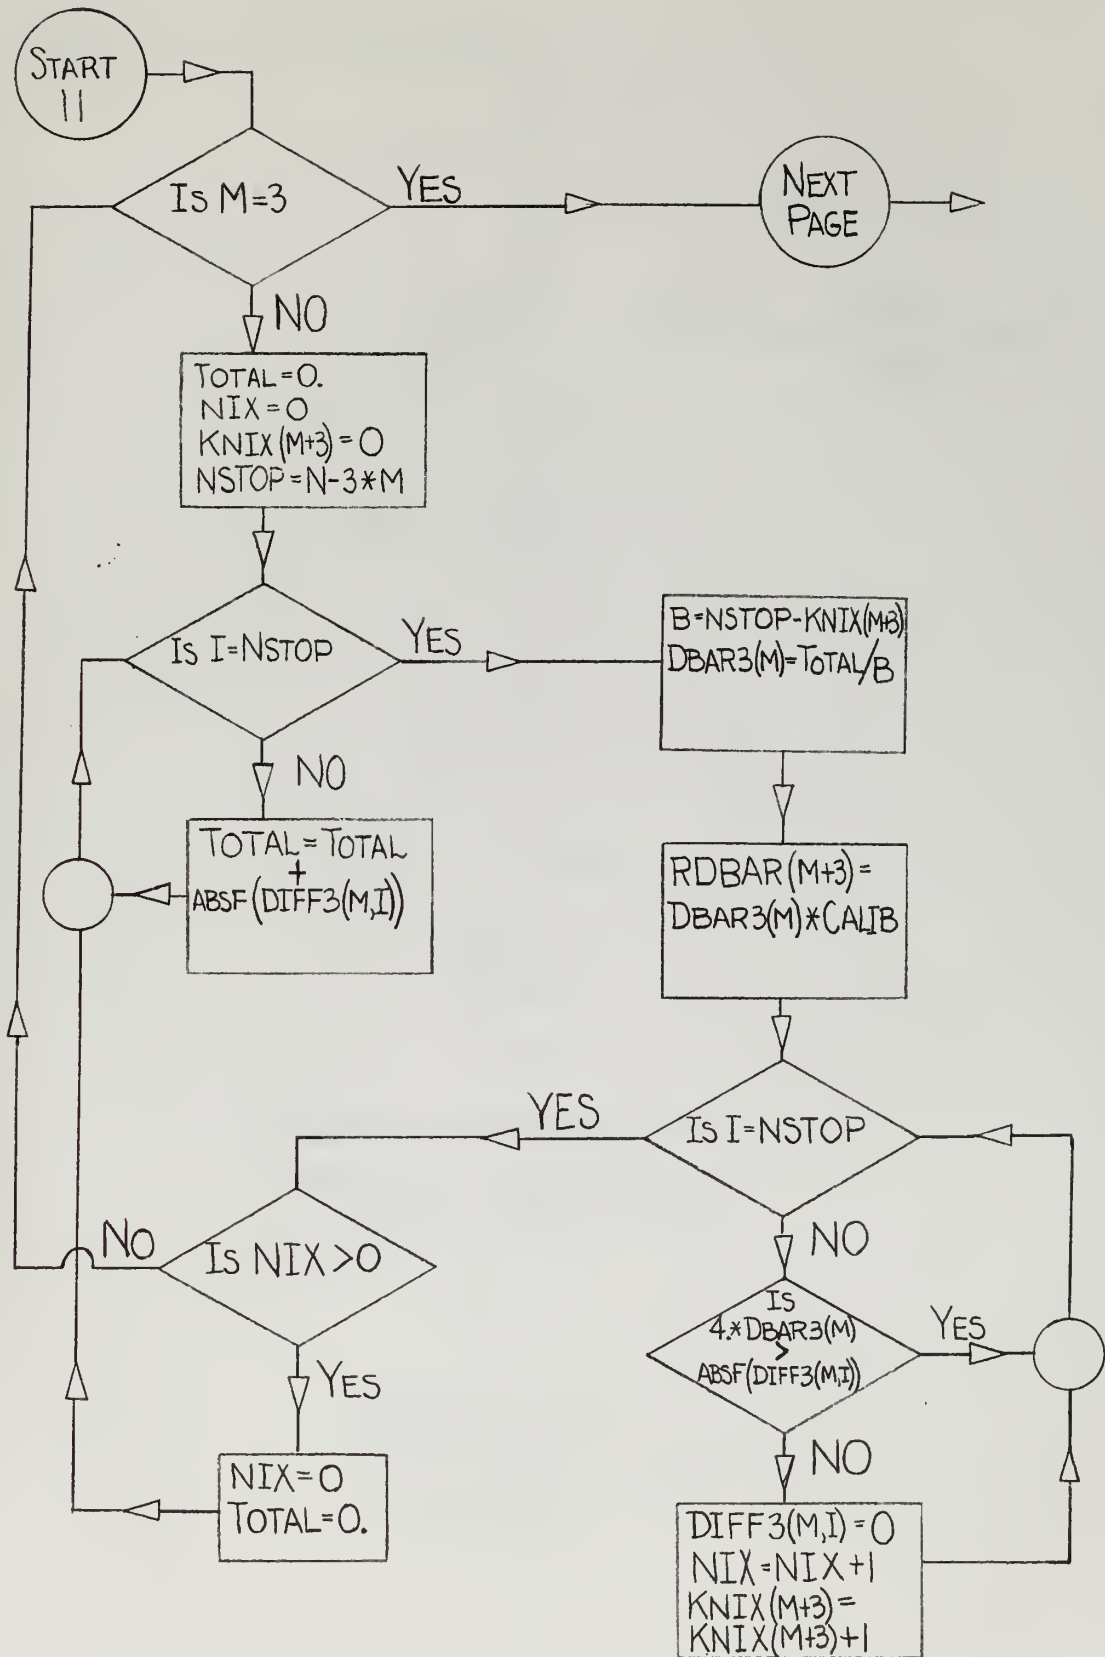 START
11
Is M=3
YES
NEXT
PAGE
NO
TOTAL=0.
NIX=0
KNIX(M+3)=0
NSTOP=N-3*M
Is I=NSTOP
YES
B=NSTOP-KNIX(M+3)
DBAR3(M)=TOTAL/B
NO
TOTAL=TOTAL
+
ABSF(DIFF3(M,I))
RDBAR(M+3)=
DBAR3(M)*CALIB
YES
Is I=NSTOP
NO
Is NIX>0
NO
Is
4.*DBAR3(M)
>
ABSF(DIFF3(M,I))
YES
YES
NO
NIX=0
TOTAL=0.
DIFF3(M,I)=0
NIX=NIX+1
KNIX(M+3)=
KNIX(M+3)+1